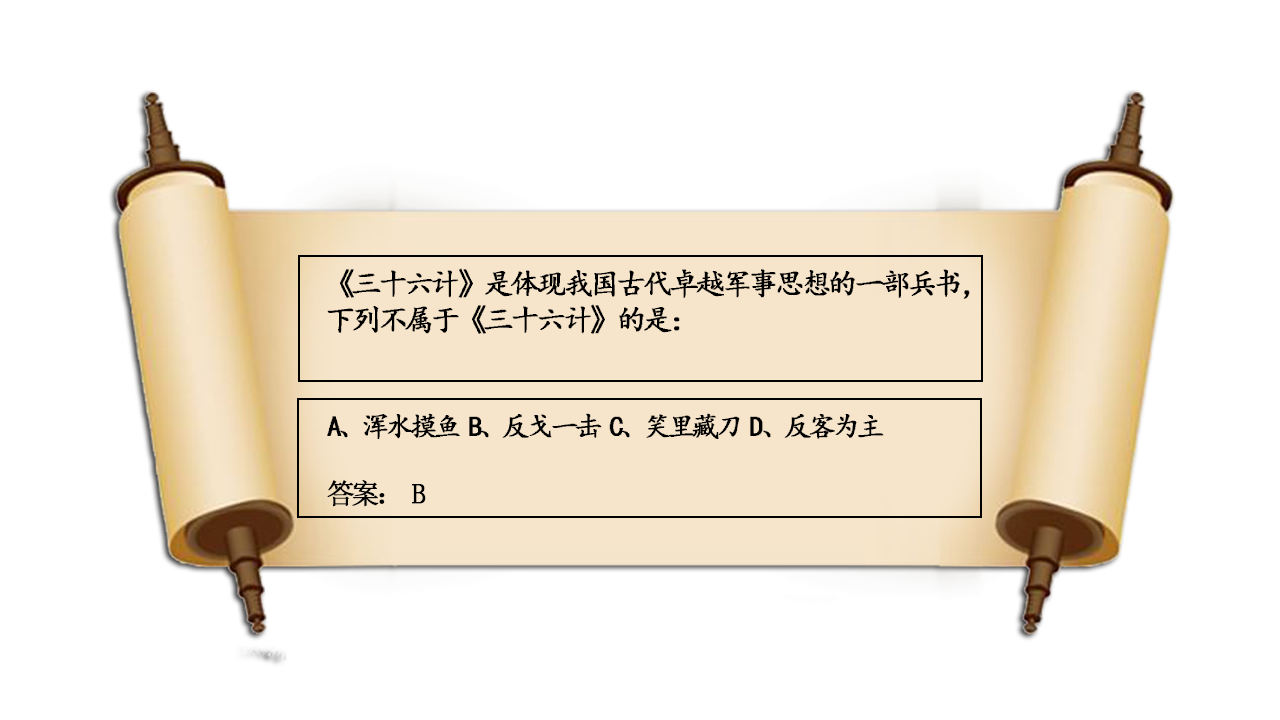 《三十六计》是体现我国古代卓越军事思想的一部兵书，
下列不属于《三十六计》的是：
A、浑水摸鱼 B、反戈一击 C、笑里藏刀 D、反客为主
答案： B